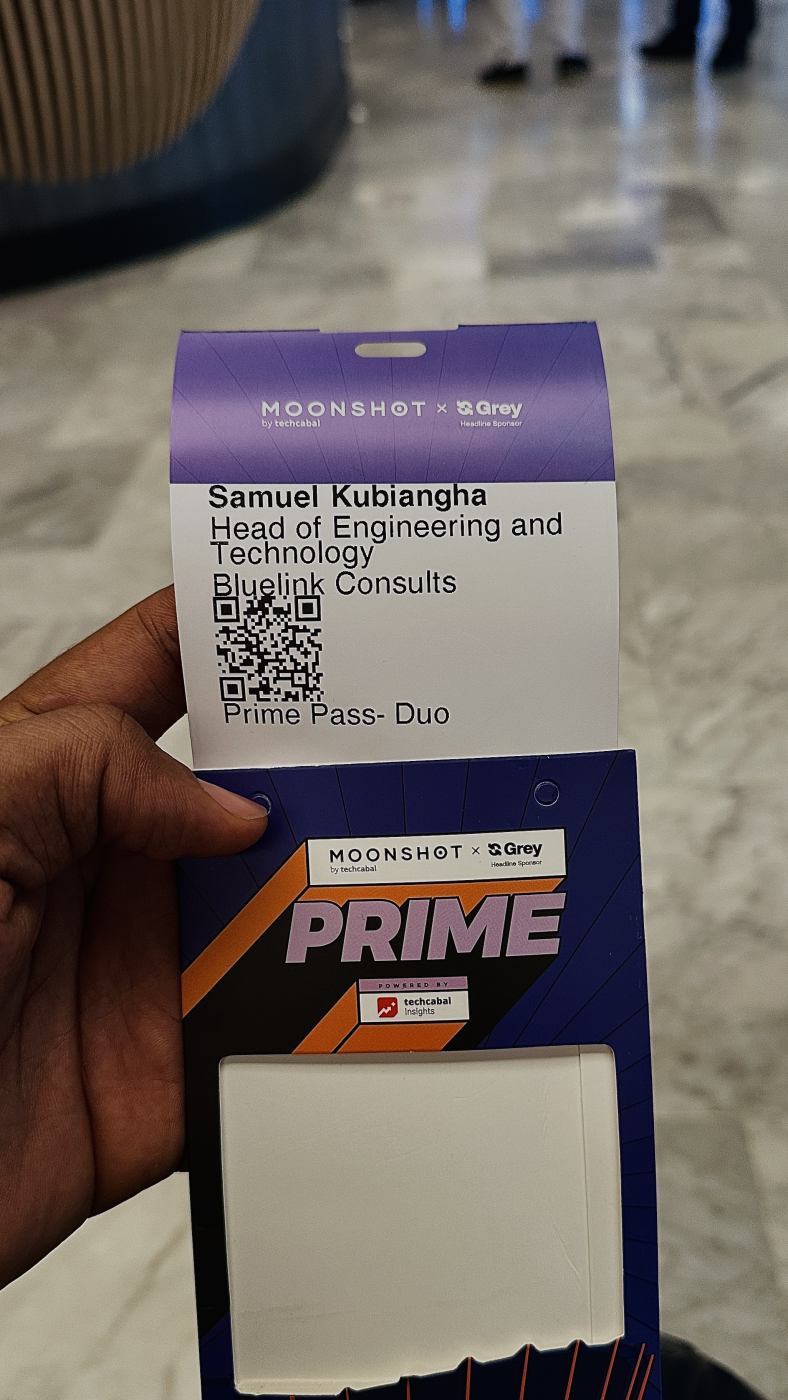 MOONSHOT × Grey
by techcabal Headline Sponsor
Samuel Kubiangha
Head of Engineering and
Technology
Bluelink Consults
Prime Pass- Duo
MOONSHOT × Grey
by techcabal Headline Sponsor
PRIME
POWERED BY
techcabal
Insights